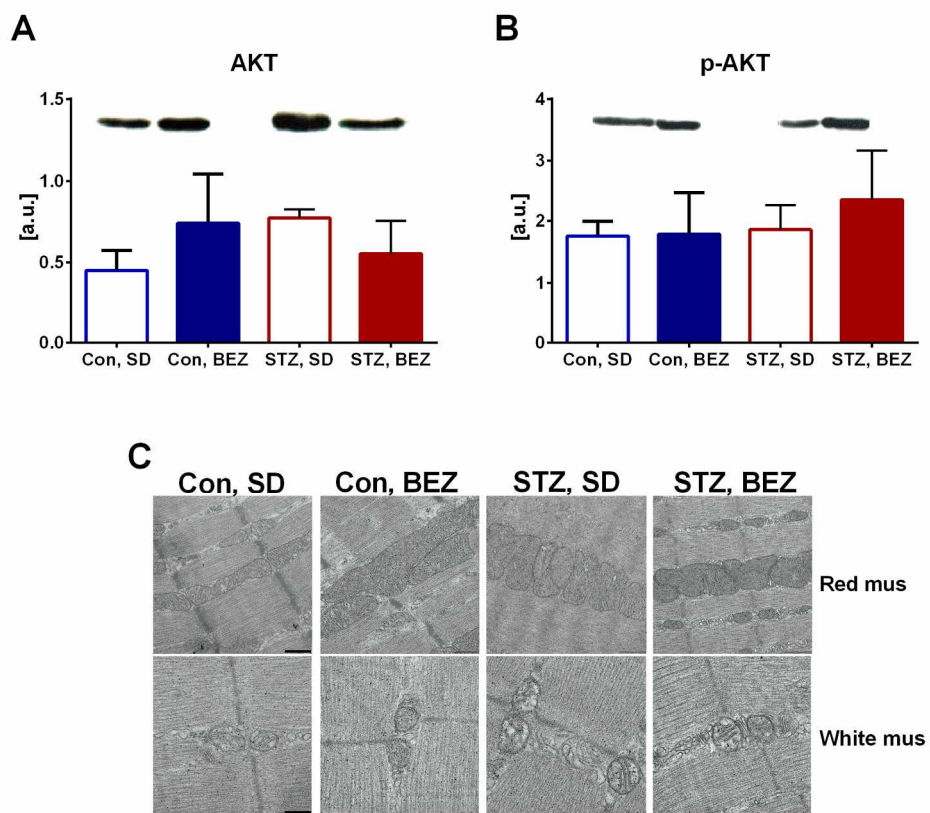 A
AKT
1.5
1.0
0.5
0.0
[a.u.]
Con, SD
Con, BEZ
STZ, SD
STZ, BEZ
B
p-AKT
4
3
2
1
0
[a.u.]
Con, SD
Con, BEZ
STZ, SD
STZ, BEZ
C
Con, SD
Con, BEZ
STZ, SD
STZ, BEZ
Red mus
White mus